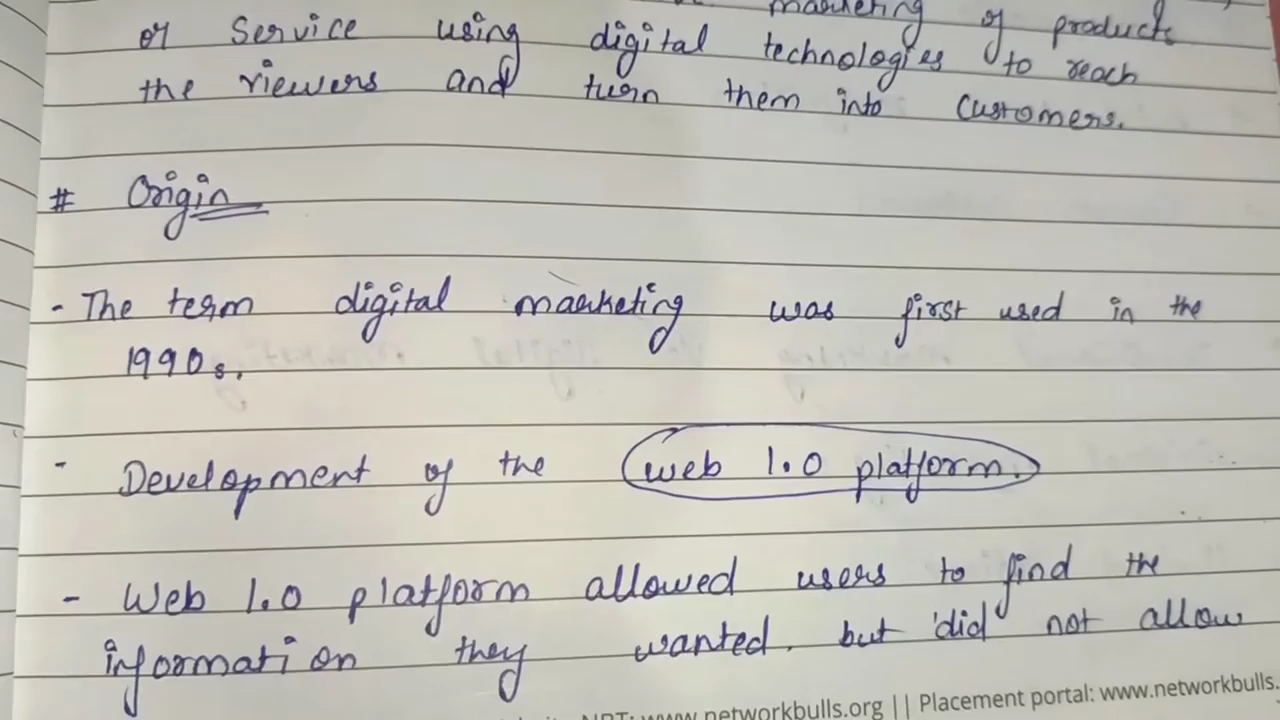 marketing of products
or Service using digital technologies to reach
the viewers and turn them into Customers.
# Origin
- The term digital marketing was first used in the
1990s.
- Development of the web 1.0 platform.
- Web 1.0 platform allowed users to find the
information they wanted. but did not allow
www.networkbulls.org || Placement portal: www.networkbulls.